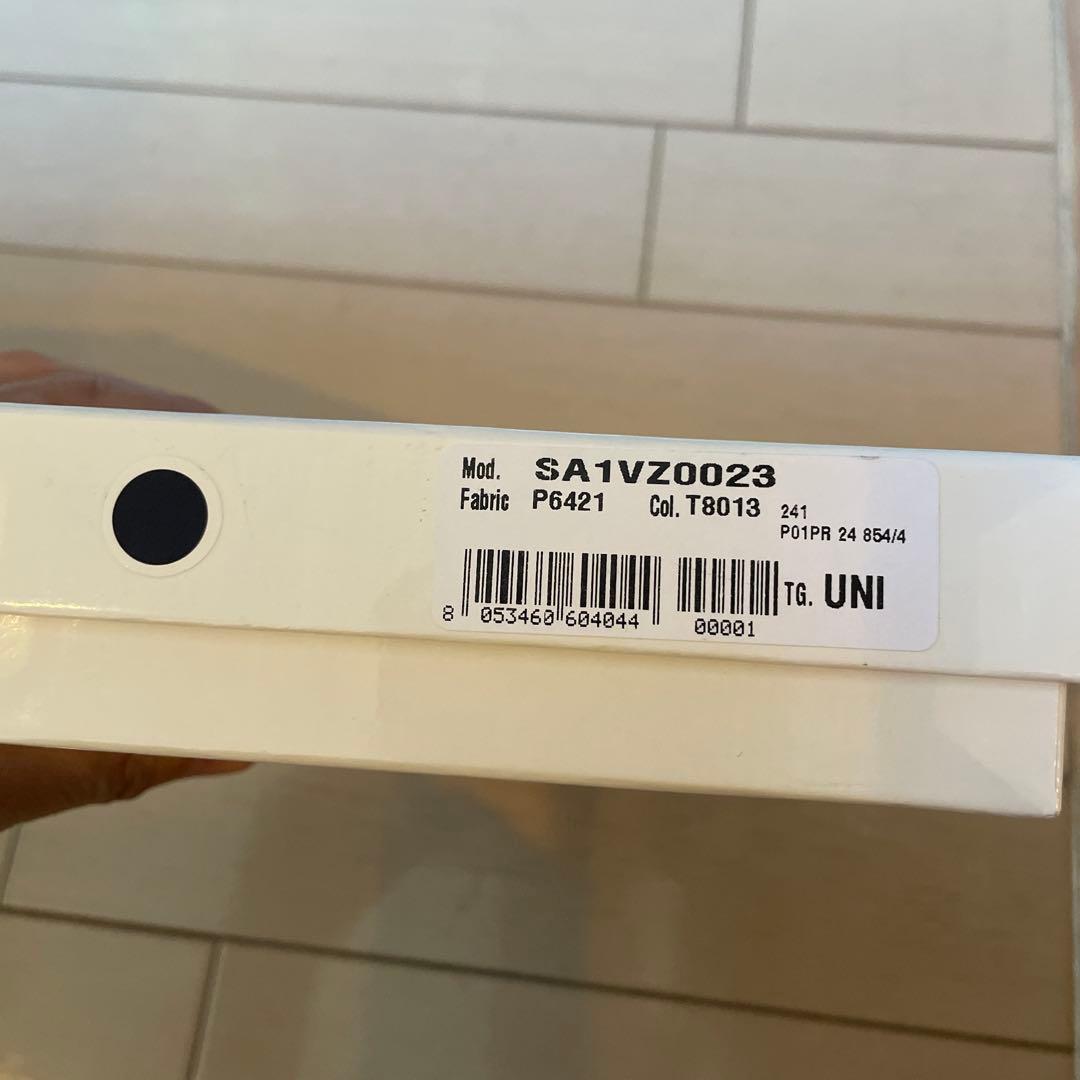 Mod. SA1VZ0023
Fabric P6421 Col. T8013 241
P01PR 24 854/4
TG. UNI
8 053460 604044 00001